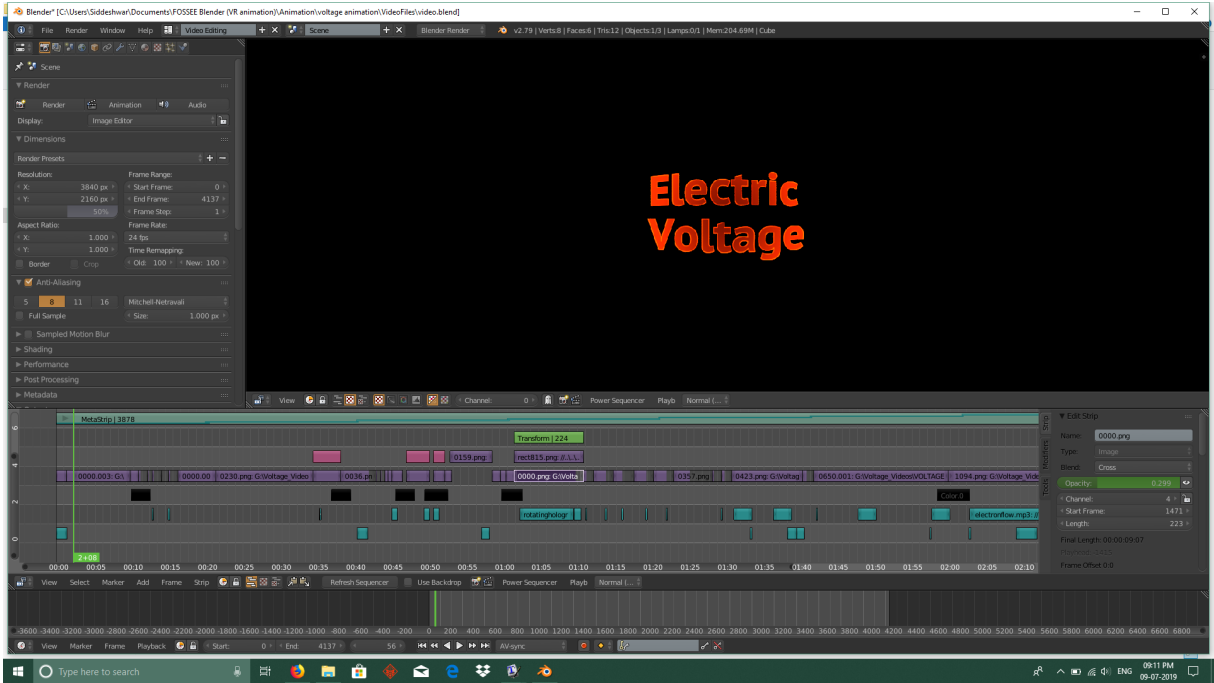 Blender* [C:\Users\Siddeshwar\Documents\FOSSEE Blender (VR animation)\Animation\voltage animation\VideoFiles\video.blend]
File Render Window Help Video Editing Scene Blender Render v2.79 | Verts:8 | Faces:6 | Tris:12 | Objects:1/3 | Lamps:0/1 | Mem:204.69M | Cube
Scene
Render
Render Animation Audio
Display: Image Editor
Dimensions
Render Presets
Resolution: Frame Range:
X: 3840 px Start Frame: 0
Y: 2160 px End Frame: 4137
50% Frame Step: 1
Aspect Ratio: Frame Rate:
X: 1.000 24 fps
Y: 1.000 Time Remapping:
Border Crop Old: 100 New: 100
Anti-Aliasing
5 8 11 16 Mitchell-Netravali
Full Sample Size: 1.000 px
Sampled Motion Blur
Shading
Performance
Post Processing
Metadata
Electric
Voltage
View Channel: 0 Power Sequencer Playb Normal (...
MetaStrip | 3878
Transform | 224
0159.png: rect815.png: //.\..\..
0000.003: G:\ 0000.00 0230.png: G:\Voltage_Video 0036.pn 0000.png: G:\Volta 0357.png 0423.png: G:\Voltag 0650.001: G:\Voltage_Videos\VOLTAGE 1094.png: G:\Voltage_Vide
Color.0
rotatinghologr electronflow.mp3: //
2+08
00:00 00:05 00:10 00:15 00:20 00:25 00:30 00:35 00:40 00:45 00:50 00:55 01:00 01:05 01:10 01:15 01:20 01:25 01:30 01:35 01:40 01:45 01:50 01:55 02:00 02:05 02:10
Strip
Modifiers
Tools
Edit Strip
Name: 0000.png
Type: Image
Blend: Cross
Opacity: 0.299
Channel: 4
Start Frame: 1471
Length: 223
Final Length: 00:00:09:07
Frame Offset 0:0
View Select Marker Add Frame Strip Refresh Sequencer Use Backdrop Power Sequencer Playb Normal (...
-3600 -3400 -3200 -3000 -2800 -2600 -2400 -2200 -2000 -1800 -1600 -1400 -1200 -1000 -800 -600 -400 -200 0 200 400 600 800 1000 1200 1400 1600 1800 2000 2200 2400 2600 2800 3000 3200 3400 3600 3800 4000 4200 4400 4600 4800 5000 5200 5400 5600 5800 6000 6200 6400 6600 6800
View Marker Frame Playback Start: 0 End: 4137 56 AV-sync
Type here to search ENG 09:11 PM
09-07-2019